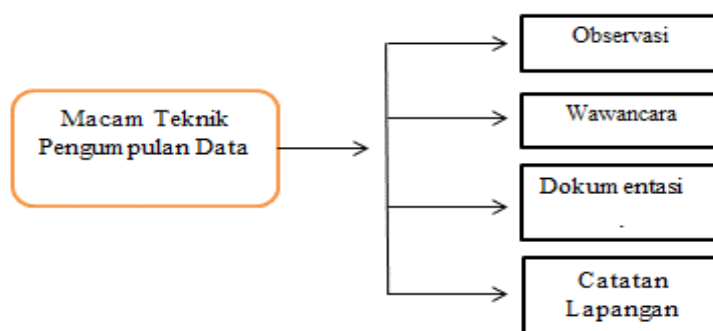 Macam Teknik
Pengumpulan Data
Observasi
Wawancara
Dokumentasi
.
Catatan
Lapangan